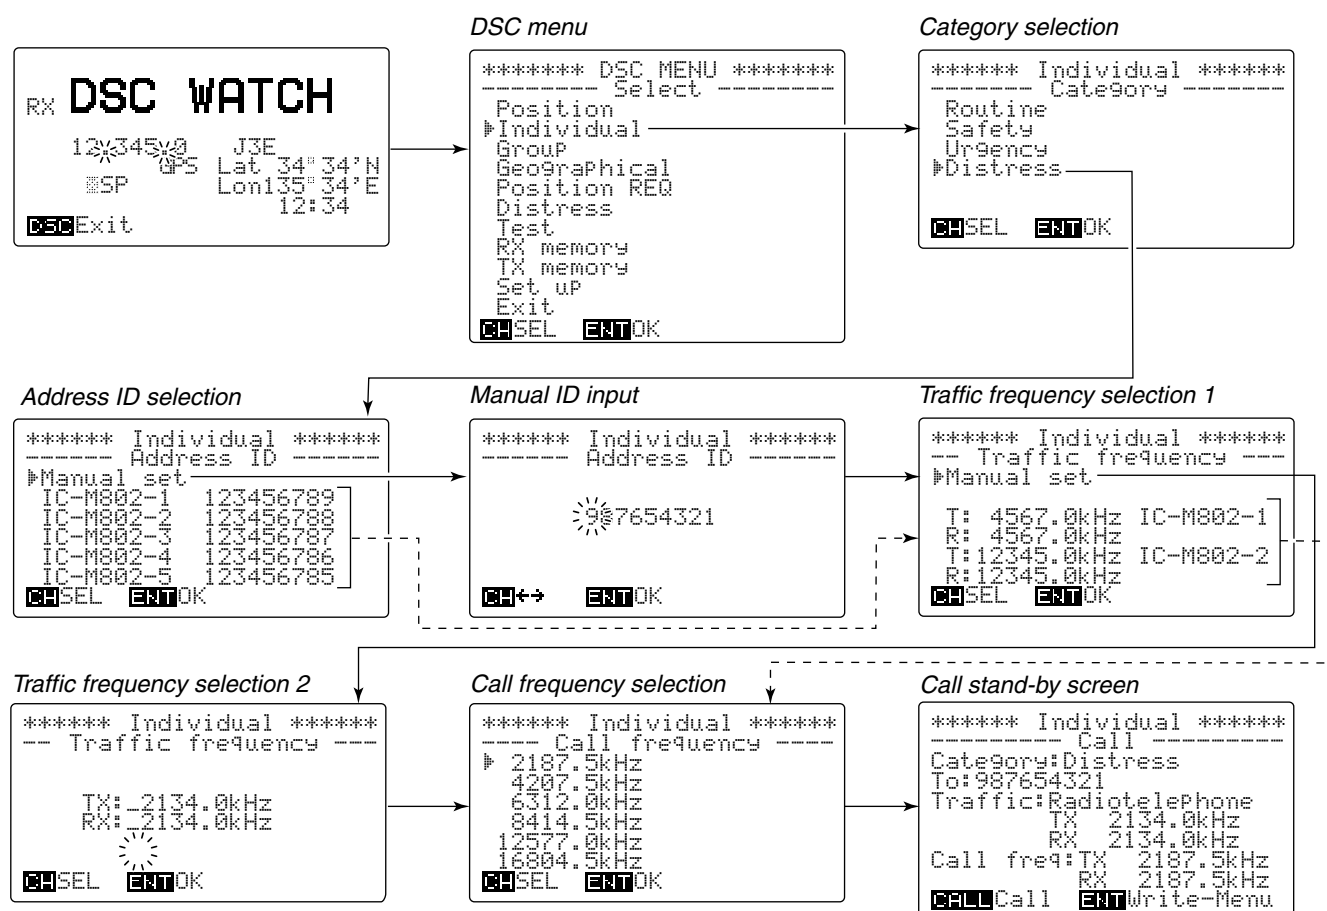 RX DSC WATCH
12.345.0 J3E
GPS Lat 34°34'N
SP Lon135°34'E
12:34
DSC Exit
DSC menu
******* DSC MENU *******
-------- Select --------
Position
Individual
Group
Geographical
Position REQ
Distress
Test
RX memory
TX memory
Set up
Exit
CH SEL ENT OK
Category selection
****** Individual ******
------- Category -------
Routine
Safety
Urgency
Distress
CH SEL ENT OK
Address ID selection
****** Individual ******
------ Address ID ------
Manual set
IC-M802-1 123456789
IC-M802-2 123456788
IC-M802-3 123456787
IC-M802-4 123456786
IC-M802-5 123456785
CH SEL ENT OK
Manual ID input
****** Individual ******
------ Address ID ------
987654321
CH ↔ ENT OK
Traffic frequency selection 1
****** Individual ******
-- Traffic frequency ---
Manual set
T: 4567.0kHz IC-M802-1
R: 4567.0kHz
T:12345.0kHz IC-M802-2
R:12345.0kHz
CH SEL ENT OK
Traffic frequency selection 2
****** Individual ******
-- Traffic frequency ---
TX:_2134.0kHz
RX:_2134.0kHz
CH SEL ENT OK
Call frequency selection
****** Individual ******
---- Call frequency ----
2187.5kHz
4207.5kHz
6312.0kHz
8414.5kHz
12577.0kHz
16804.5kHz
CH SEL ENT OK
Call stand-by screen
****** Individual ******
--------- Call ---------
Category:Distress
To:987654321
Traffic:Radiotelephone
TX 2134.0kHz
RX 2134.0kHz
Call freq:TX 2187.5kHz
RX 2187.5kHz
CALL Call ENT Write-Menu